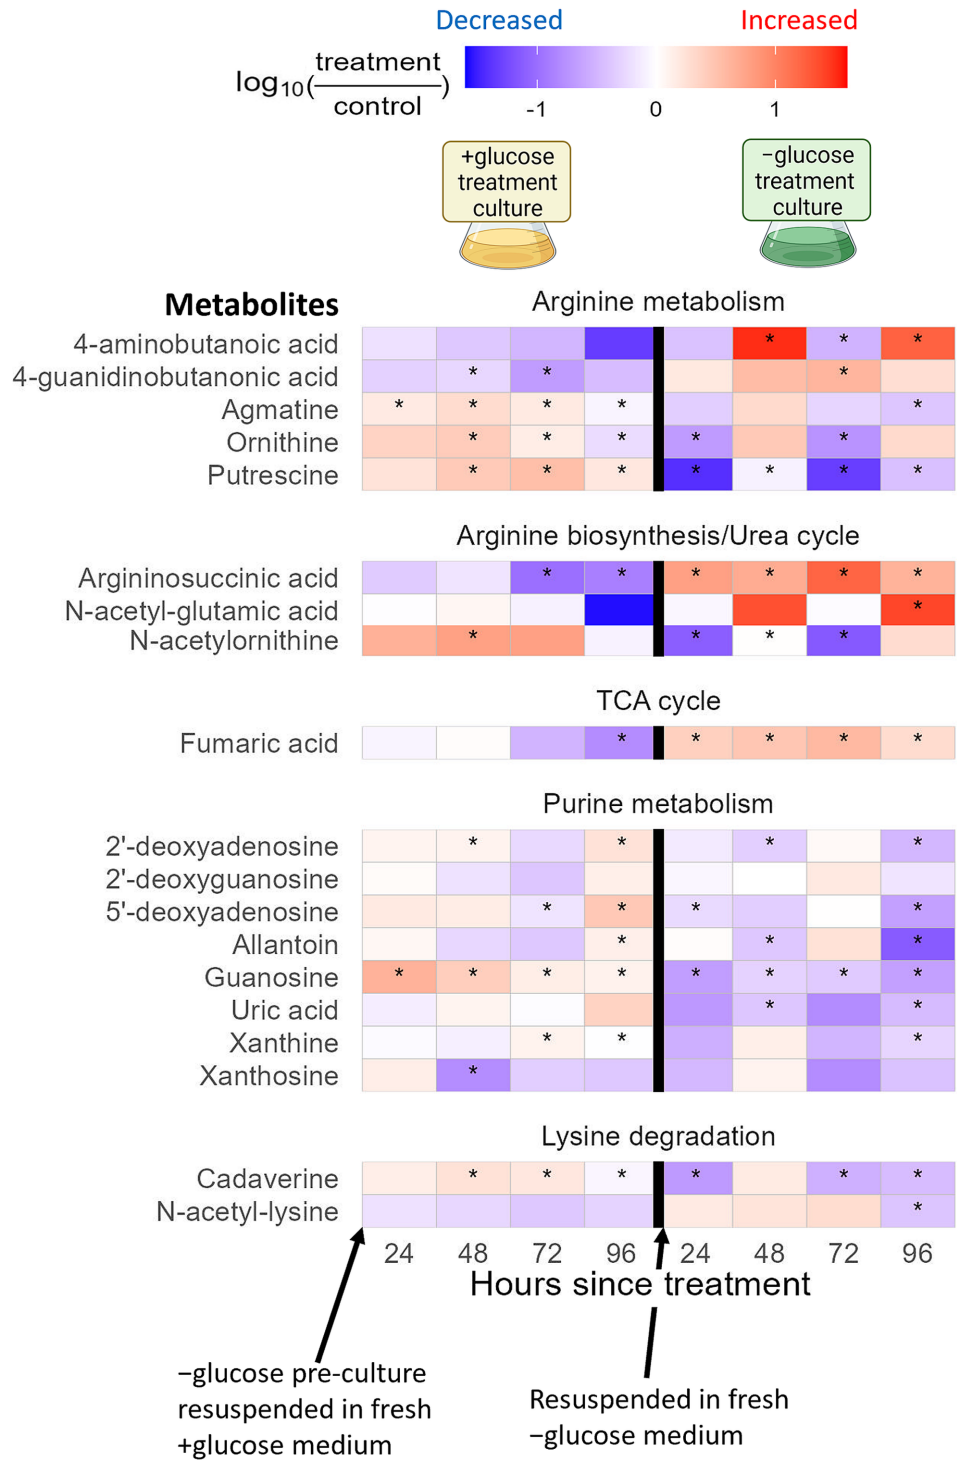 Decreased
Increased
log10(treatment/control)
-1 0 1
+glucose
treatment
culture
−glucose
treatment
culture
Metabolites
Arginine metabolism
4-aminobutanoic acid
*
*
*
4-guanidinobutanonic acid
*
*
*
Agmatine
*
*
*
*
*
Ornithine
*
*
*
*
*
Putrescine
*
*
*
*
*
*
*
Arginine biosynthesis/Urea cycle
Argininosuccinic acid
*
*
*
*
*
*
N-acetyl-glutamic acid
*
N-acetylornithine
*
*
*
*
TCA cycle
Fumaric acid
*
*
*
*
*
Purine metabolism
2'-deoxyadenosine
*
*
*
*
2'-deoxyguanosine
5'-deoxyadenosine
*
*
*
*
Allantoin
*
*
*
Guanosine
*
*
*
*
*
*
*
*
Uric acid
*
*
Xanthine
*
*
*
Xanthosine
*
Lysine degradation
Cadaverine
*
*
*
*
*
*
N-acetyl-lysine
*
24 48 72 96 24 48 72 96
Hours since treatment
−glucose pre-culture
resuspended in fresh
+glucose medium
Resuspended in fresh
−glucose medium